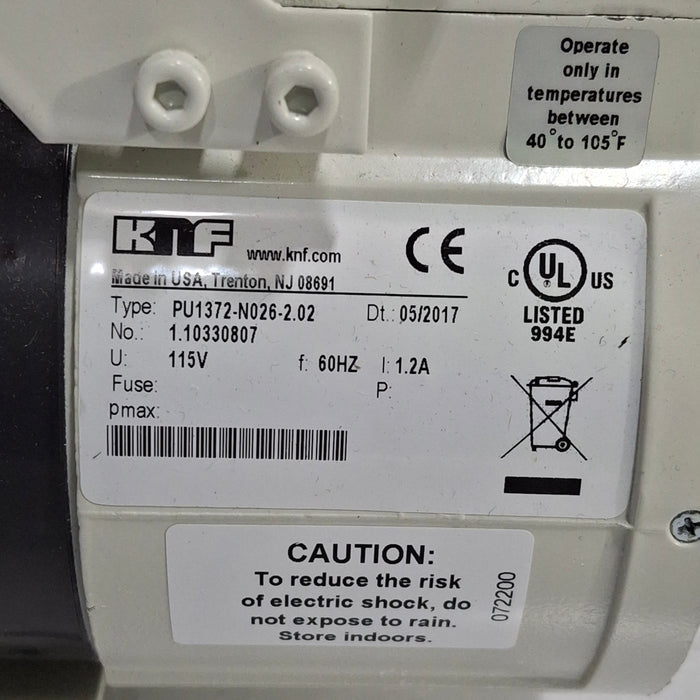 Operate
only in
temperatures
between
40° to 105°F
KNF www.knf.com
Made in USA, Trenton, NJ 08691
Type: PU1372-N026-2.02 Dt.: 05/2017
No.: 1.10330807
U: 115V f: 60HZ I: 1.2A
Fuse: P:
pmax:
CE
C UL US
LISTED
994E
CAUTION:
To reduce the risk
of electric shock, do
not expose to rain.
Store indoors.
072200